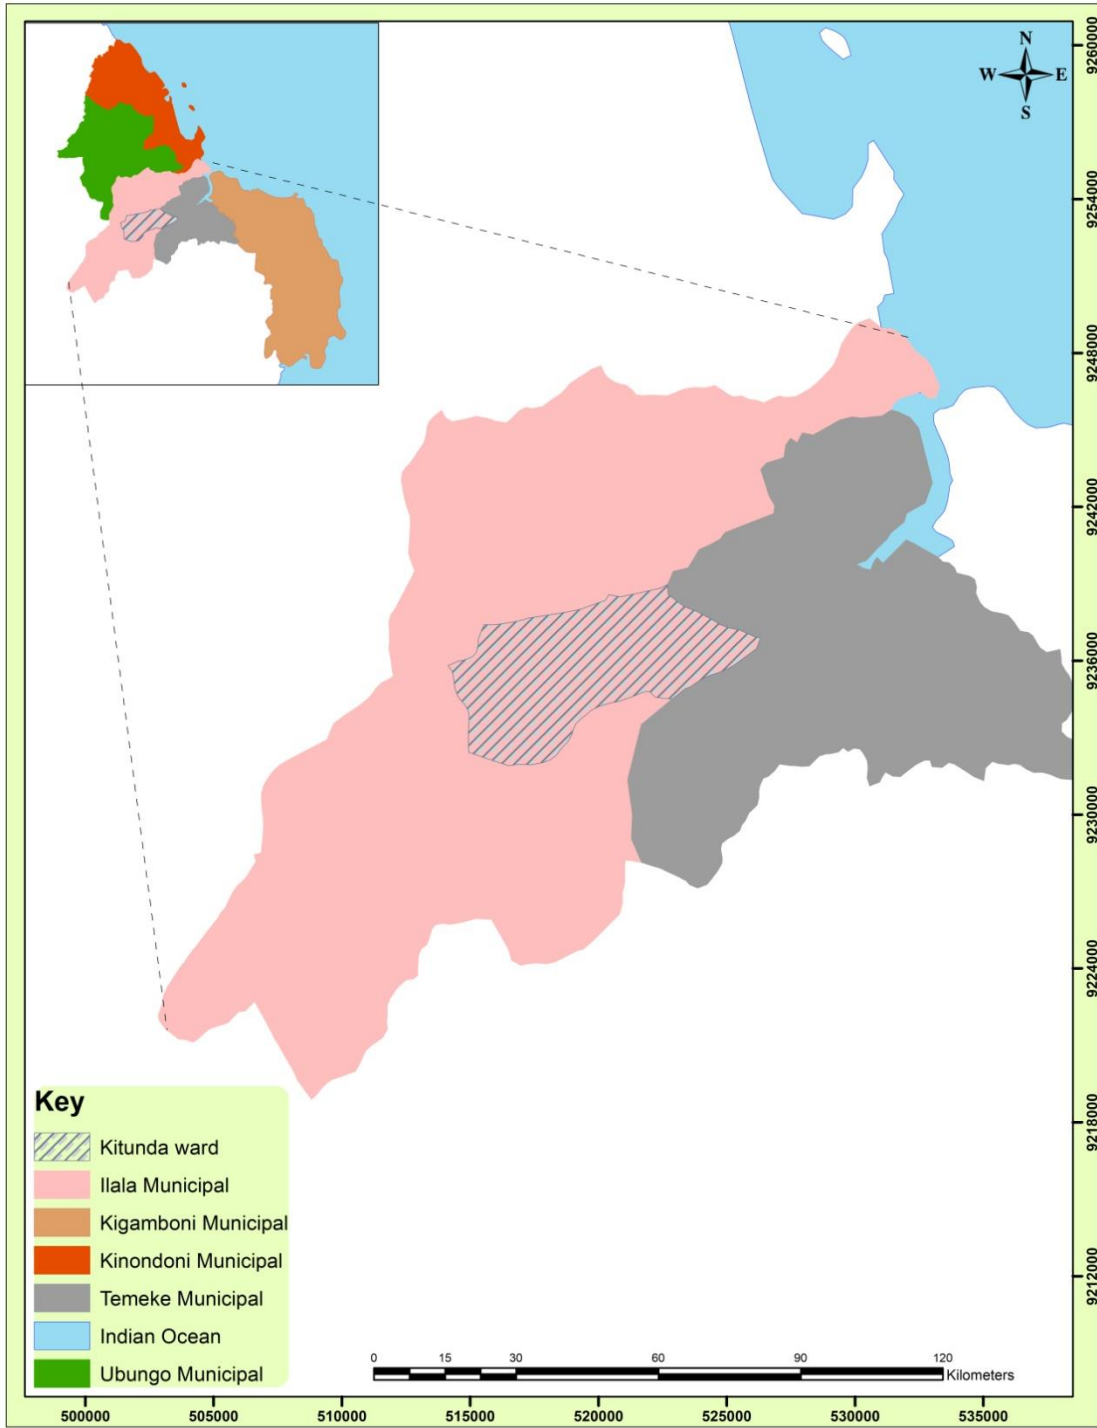 N
W E
S
9260000
9254000
9248000
9242000
9236000
9230000
9224000
9218000
9212000
Key
Kitunda ward
Ilala Municipal
Kigamboni Municipal
Kinondoni Municipal
Temeke Municipal
Indian Ocean
Ubungo Municipal
0 15 30 60 90 120
Kilometers
500000 505000 510000 515000 520000 525000 530000 535000